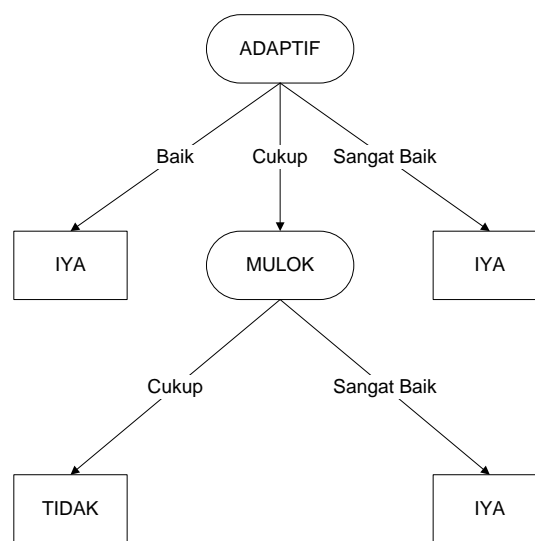 ADAPTIF
Baik
Cukup
Sangat Baik
IYA
MULOK
IYA
Cukup
Sangat Baik
TIDAK
IYA